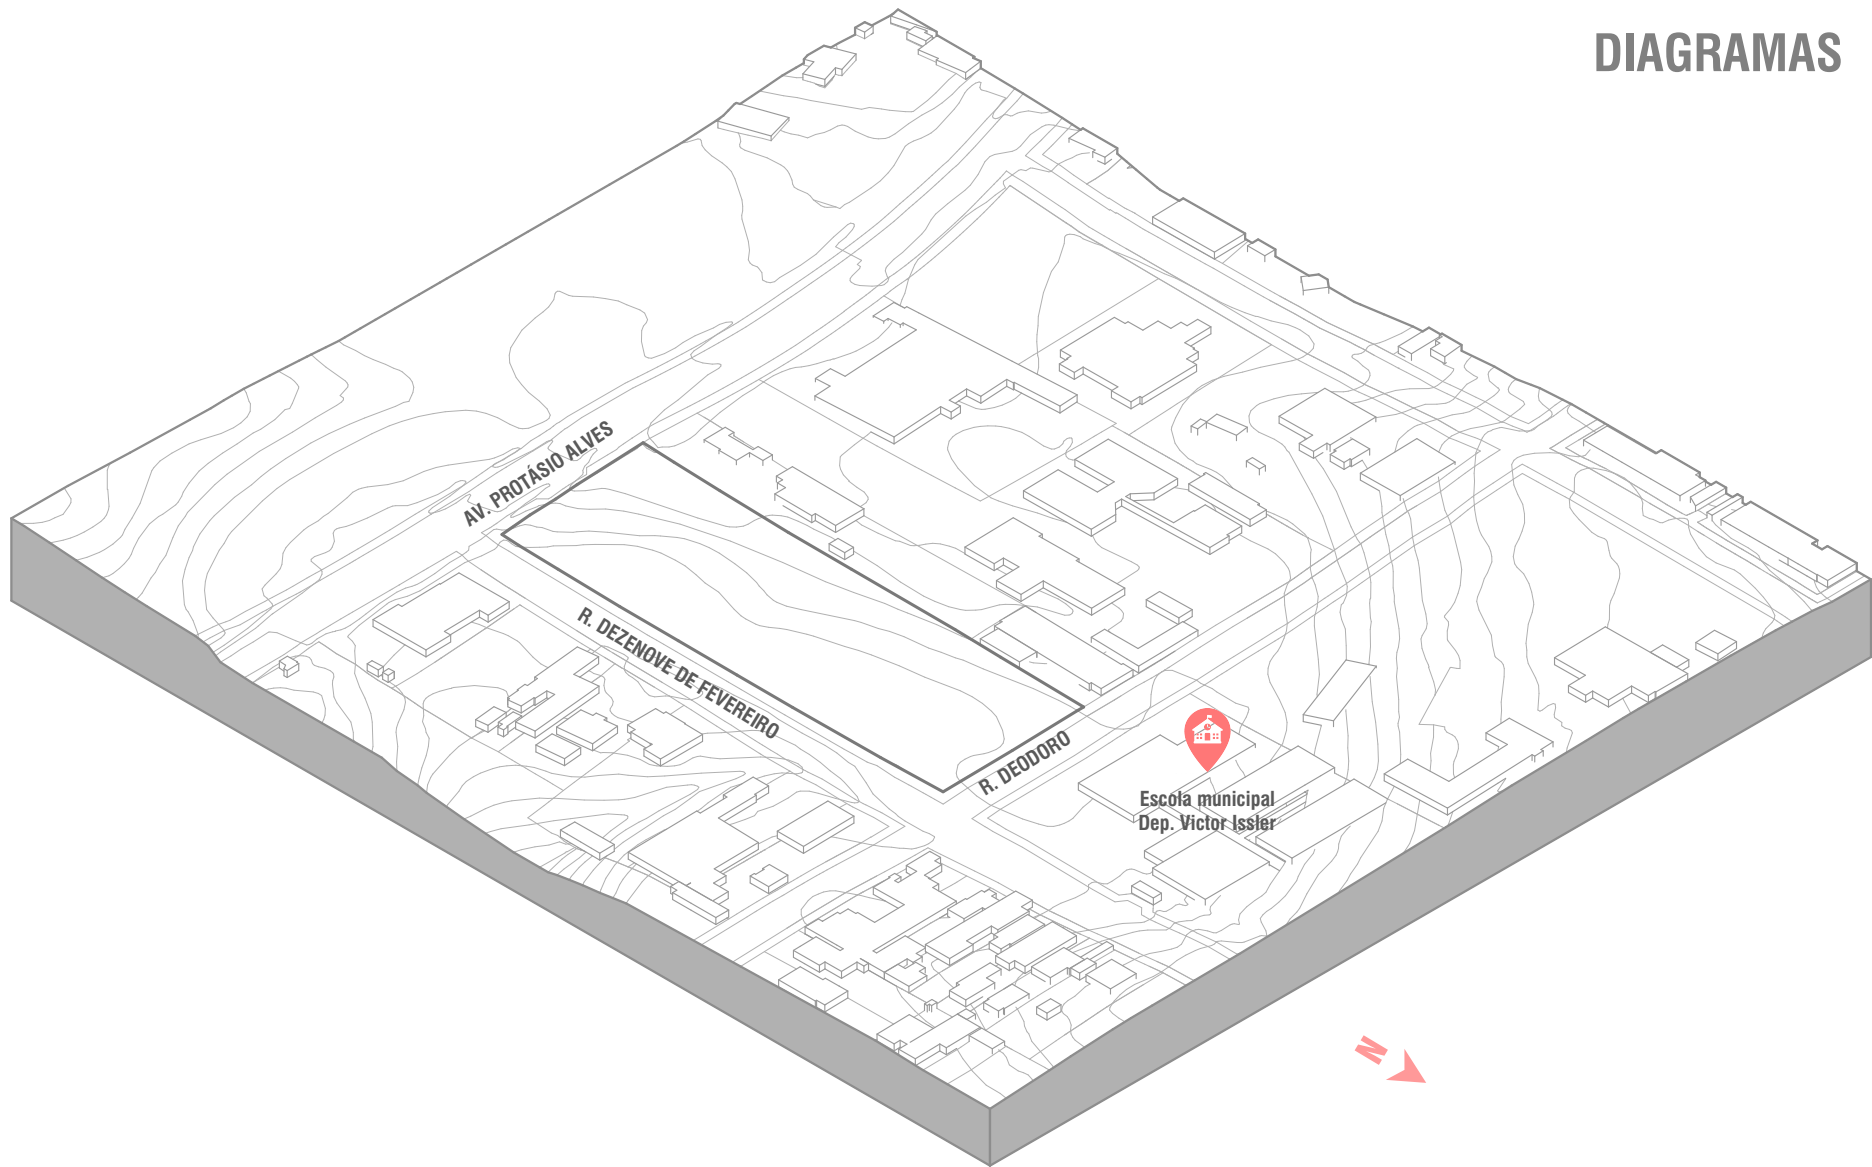 DIAGRAMAS
AV. PROTÁSIO ALVES
R. DEZENOVE DE FEVEREIRO
R. DEODORO
Escola municipal
Dep. Victor Issler
N